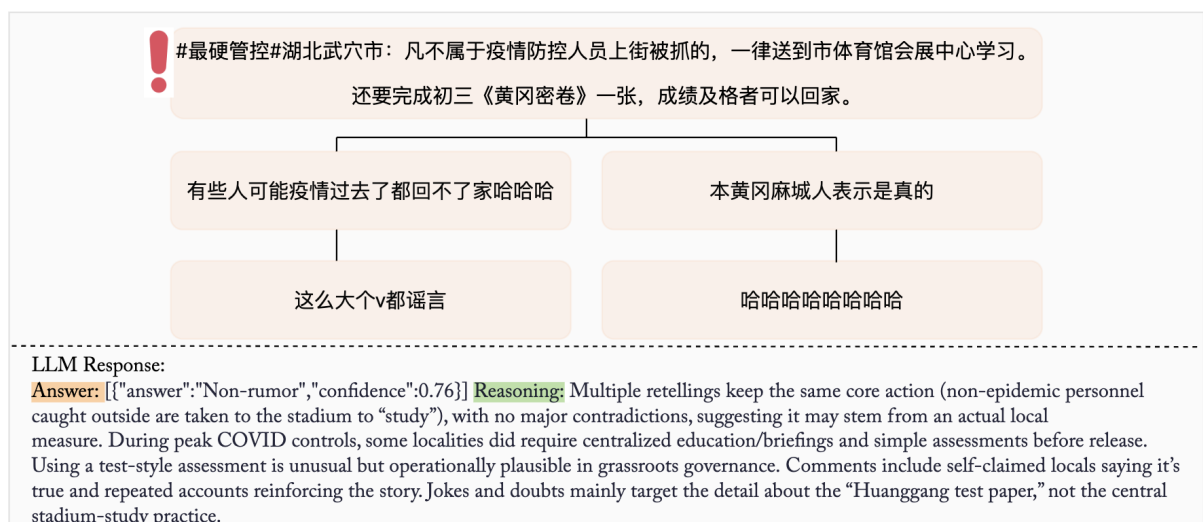 #最硬管控#湖北武穴市：凡不属于疫情防控人员上街被抓的，一律送到市体育馆会展中心学习。
还要完成初三《黄冈密卷》一张，成绩及格者可以回家。
有些人可能疫情过去了都回不了家哈哈哈
本黄冈麻城人表示是真的
这么大个v都谣言
哈哈哈哈哈哈哈哈
LLM Response:
Answer: [{"answer":"Non-rumor","confidence":0.76}] Reasoning: Multiple retellings keep the same core action (non-epidemic personnel
caught outside are taken to the stadium to “study”), with no major contradictions, suggesting it may stem from an actual local
measure. During peak COVID controls, some localities did require centralized education/briefings and simple assessments before release.
Using a test-style assessment is unusual but operationally plausible in grassroots governance. Comments include self-claimed locals saying it’s
true and repeated accounts reinforcing the story. Jokes and doubts mainly target the detail about the “Huanggang test paper,” not the central
stadium-study practice.